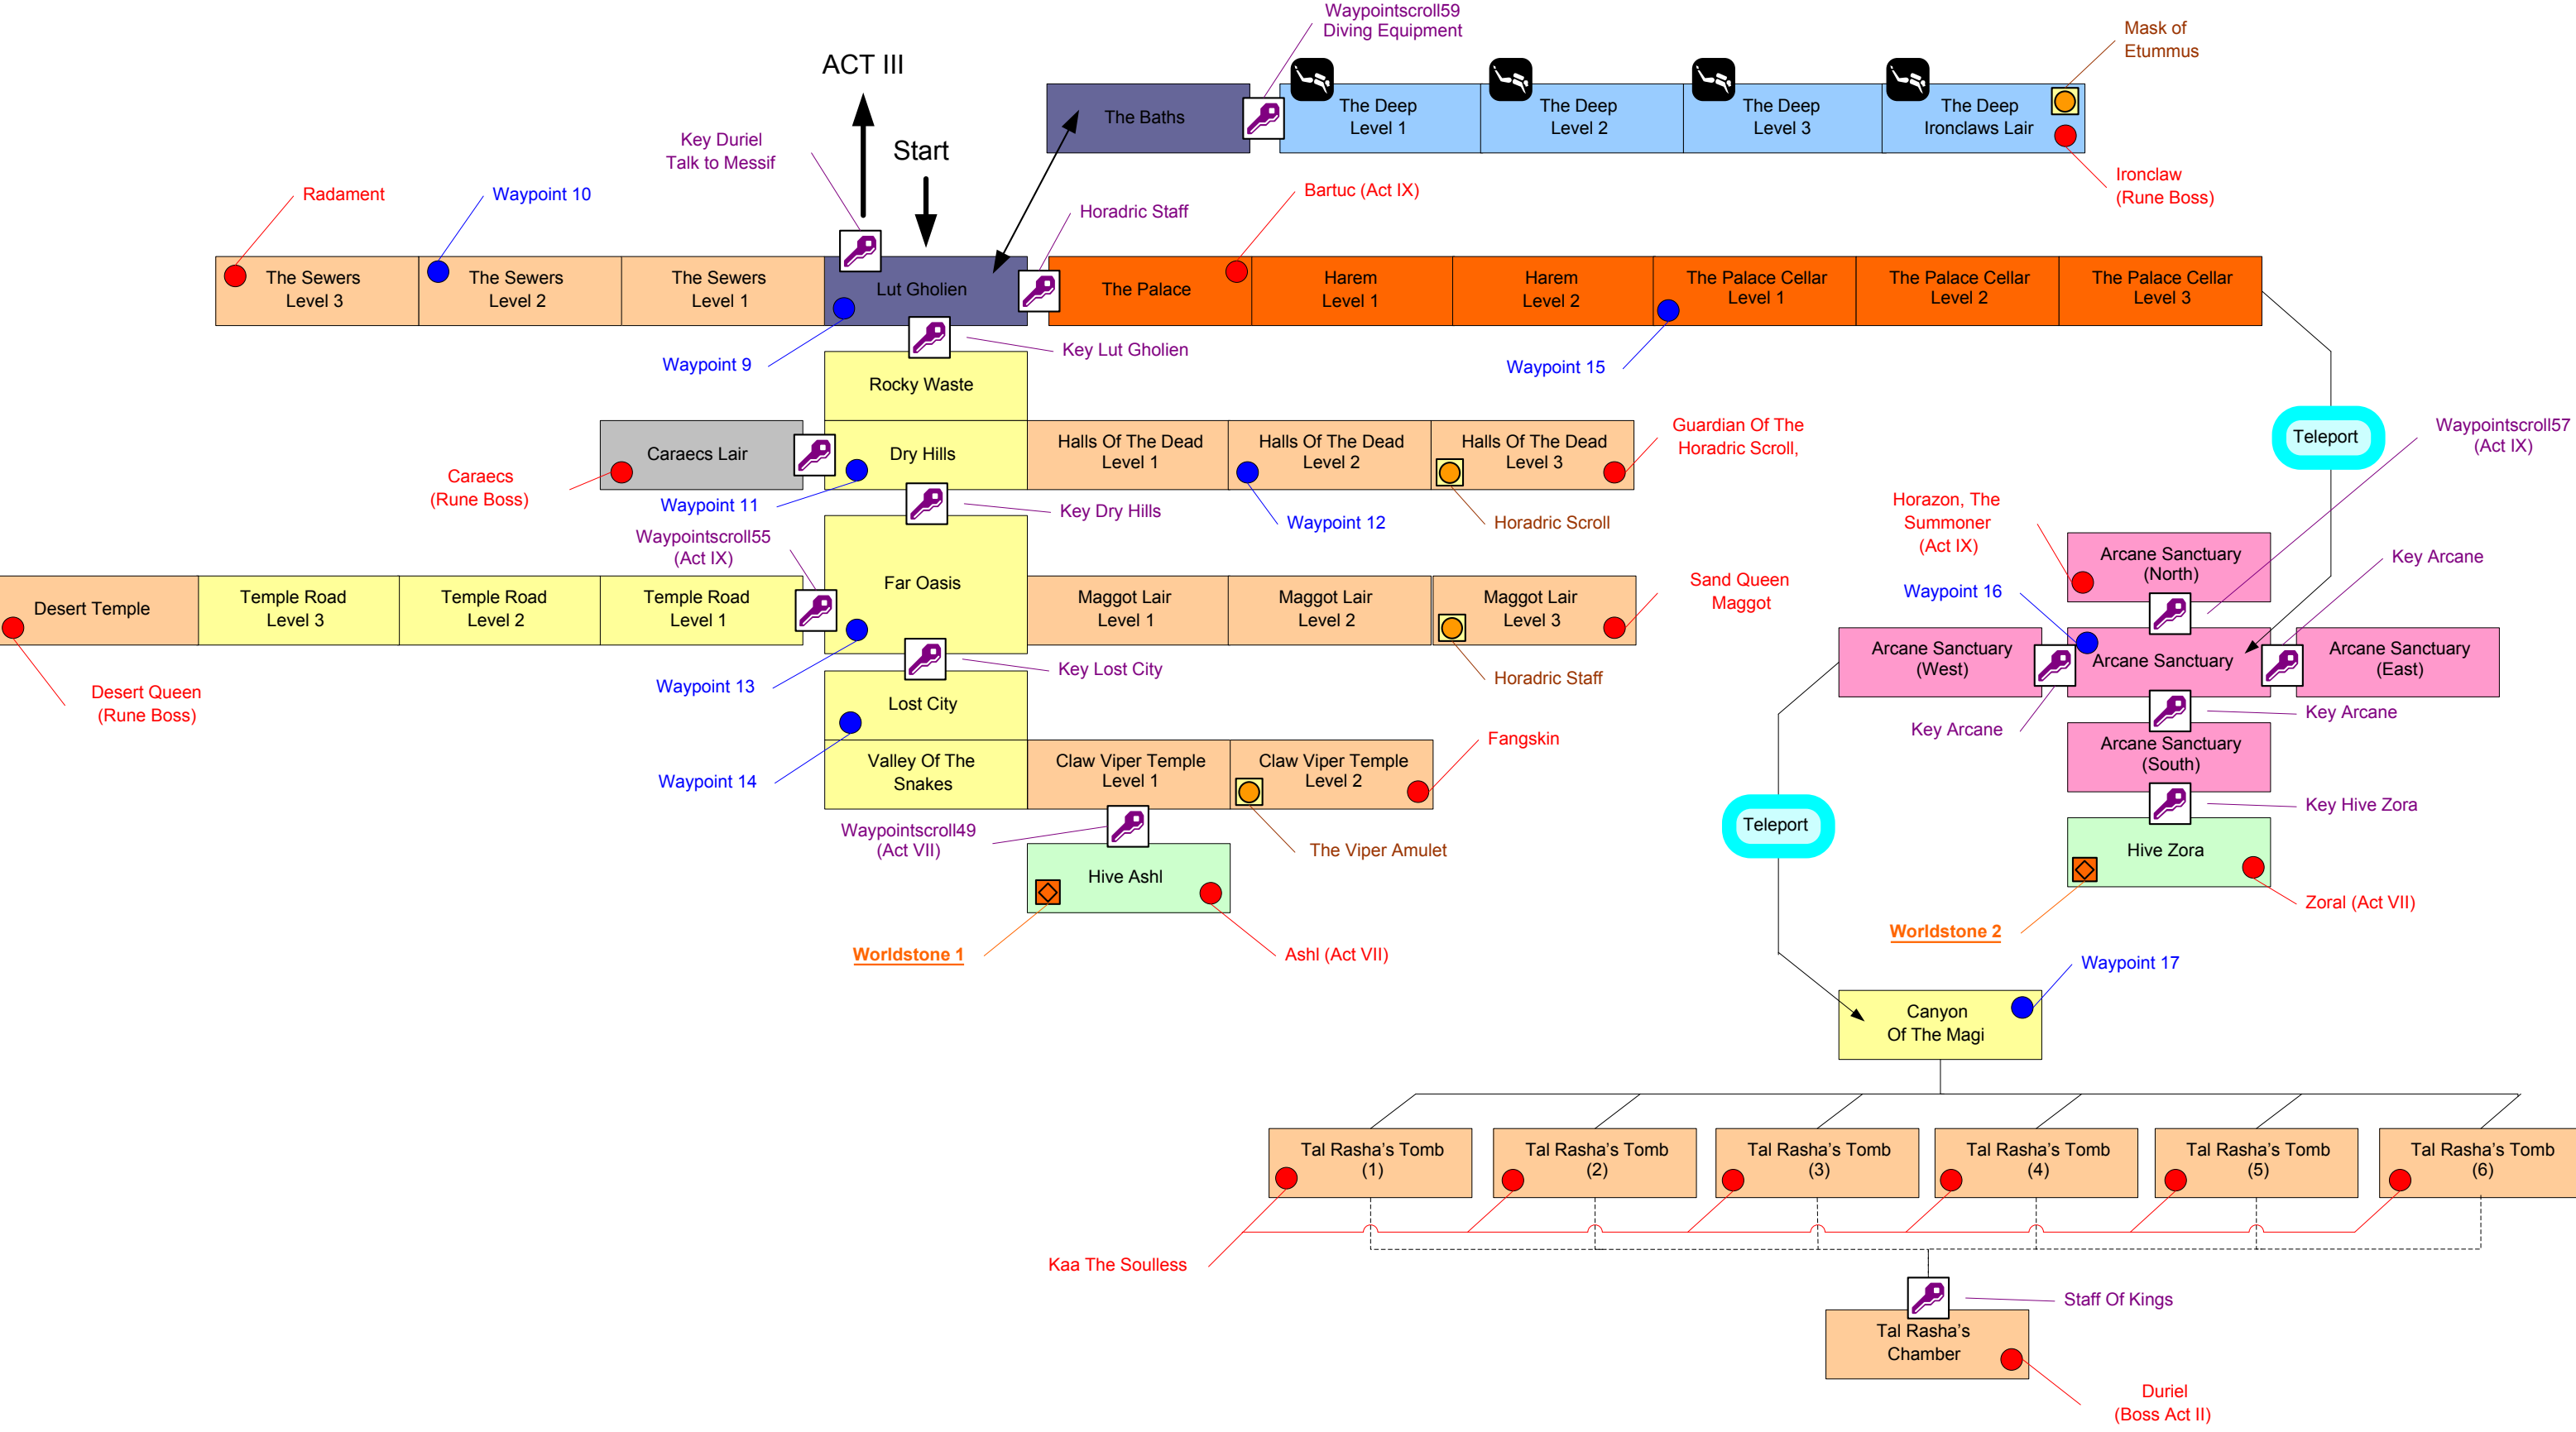 Waypointscroll59
Diving Equipment
Mask of
Etummus
ACT III
Start
The Baths
The Deep
Level 1
The Deep
Level 2
The Deep
Level 3
The Deep
Ironclaws Lair
Key Duriel
Talk to Messif
Ironclaw
(Rune Boss)
Radament
Waypoint 10
Horadric Staff
Bartuc (Act IX)
The Sewers
Level 3
The Sewers
Level 2
The Sewers
Level 1
Lut Gholien
The Palace
Harem
Level 1
Harem
Level 2
The Palace Cellar
Level 1
The Palace Cellar
Level 2
The Palace Cellar
Level 3
Waypoint 9
Key Lut Gholien
Waypoint 15
Rocky Waste
Caraecs Lair
Dry Hills
Halls Of The Dead
Level 1
Halls Of The Dead
Level 2
Halls Of The Dead
Level 3
Guardian Of The
Horadric Scroll,
Teleport
Waypointscroll57
(Act IX)
Caraecs
(Rune Boss)
Waypoint 11
Key Dry Hills
Waypoint 12
Horadric Scroll
Horazon, The
Summoner
(Act IX)
Waypointscroll55
(Act IX)
Arcane Sanctuary
(North)
Key Arcane
Waypoint 16
Desert Temple
Temple Road
Level 3
Temple Road
Level 2
Temple Road
Level 1
Far Oasis
Maggot Lair
Level 1
Maggot Lair
Level 2
Maggot Lair
Level 3
Sand Queen
Maggot
Arcane Sanctuary
(West)
Arcane Sanctuary
Arcane Sanctuary
(East)
Desert Queen
(Rune Boss)
Waypoint 13
Key Lost City
Horadric Staff
Key Arcane
Key Arcane
Lost City
Arcane Sanctuary
(South)
Waypoint 14
Valley Of The
Snakes
Claw Viper Temple
Level 1
Claw Viper Temple
Level 2
Fangskin
Key Hive Zora
Teleport
Waypointscroll49
(Act VII)
The Viper Amulet
Hive Zora
Hive Ashl
Zoral (Act VII)
Worldstone 2
Worldstone 1
Ashl (Act VII)
Waypoint 17
Canyon
Of The Magi
Tal Rasha's Tomb
(1)
Tal Rasha's Tomb
(2)
Tal Rasha's Tomb
(3)
Tal Rasha's Tomb
(4)
Tal Rasha's Tomb
(5)
Tal Rasha's Tomb
(6)
Kaa The Soulless
Staff Of Kings
Tal Rasha's
Chamber
Duriel
(Boss Act II)